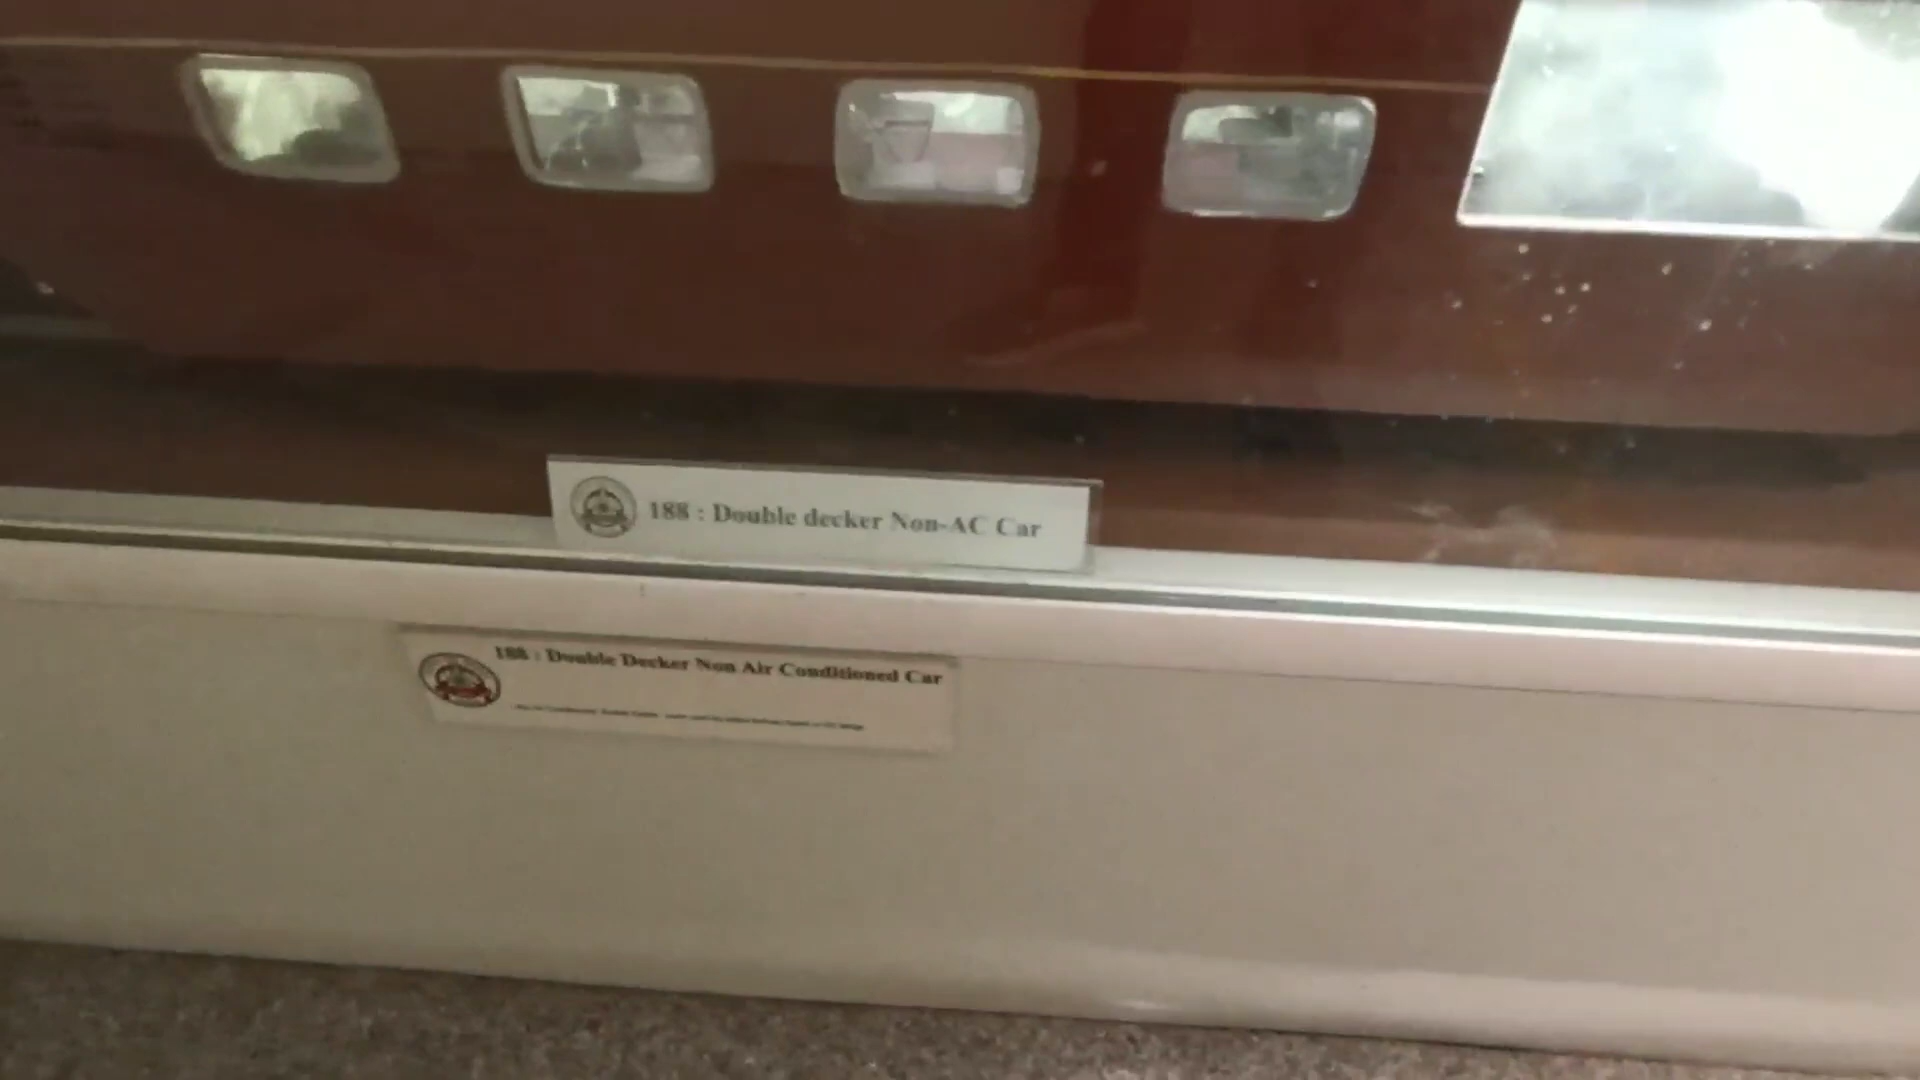 188 : Double decker Non-AC Car
188 : Double Decker Non Air Conditioned Car